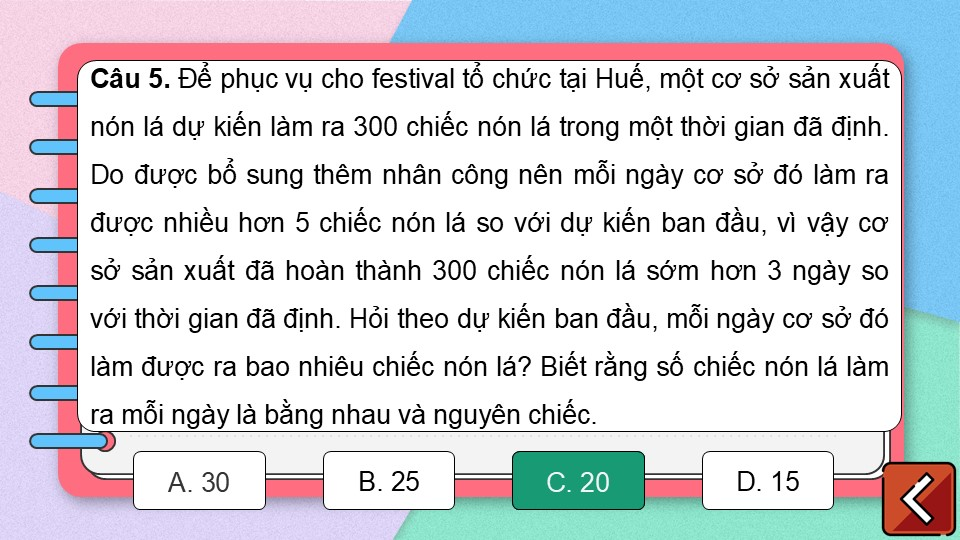 Câu 5. Để phục vụ cho festival tổ chức tại Huế, một cơ sở sản xuất
nón lá dự kiến làm ra 300 chiếc nón lá trong một thời gian đã định.
Do được bổ sung thêm nhân công nên mỗi ngày cơ sở đó làm ra
được nhiều hơn 5 chiếc nón lá so với dự kiến ban đầu, vì vậy cơ
sở sản xuất đã hoàn thành 300 chiếc nón lá sớm hơn 3 ngày so
với thời gian đã định. Hỏi theo dự kiến ban đầu, mỗi ngày cơ sở đó
làm được ra bao nhiêu chiếc nón lá? Biết rằng số chiếc nón lá làm
ra mỗi ngày là bằng nhau và nguyên chiếc.
A. 30
B. 25
C. 20
D. 15